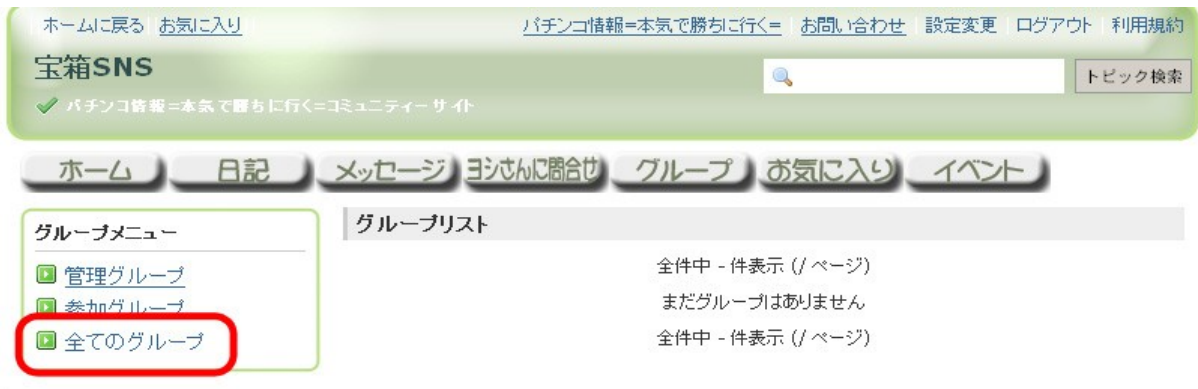 ホームに戻る お気に入り パチンコ情報=本気で勝ちに行く= お問い合わせ 設定変更 ログアウト 利用規約
宝箱SNS
トピック検索
パチンコ情報=本気で勝ちに行く=コミュニティーサイト
ホーム 日記 メッセージ ヨシさんに問合せ グループ お気に入り イベント
グループメニュー
管理グループ
参加グループ
全てのグループ
グループリスト
全件中 - 件表示 (/ ページ)
まだグループはありません
全件中 - 件表示 (/ ページ)